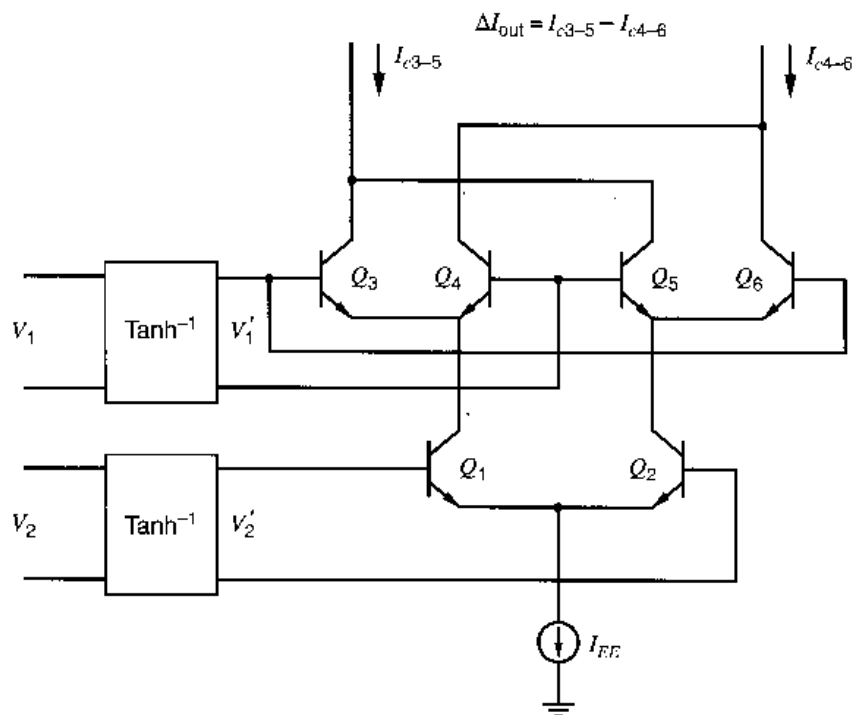 ΔI_out = I_c3–5 − I_c4–6
I_c3–5
I_c4–6
Q_3
Q_4
Q_5
Q_6
V_1
Tanh⁻¹
V_1′
Q_1
Q_2
V_2
Tanh⁻¹
V_2′
I_EE